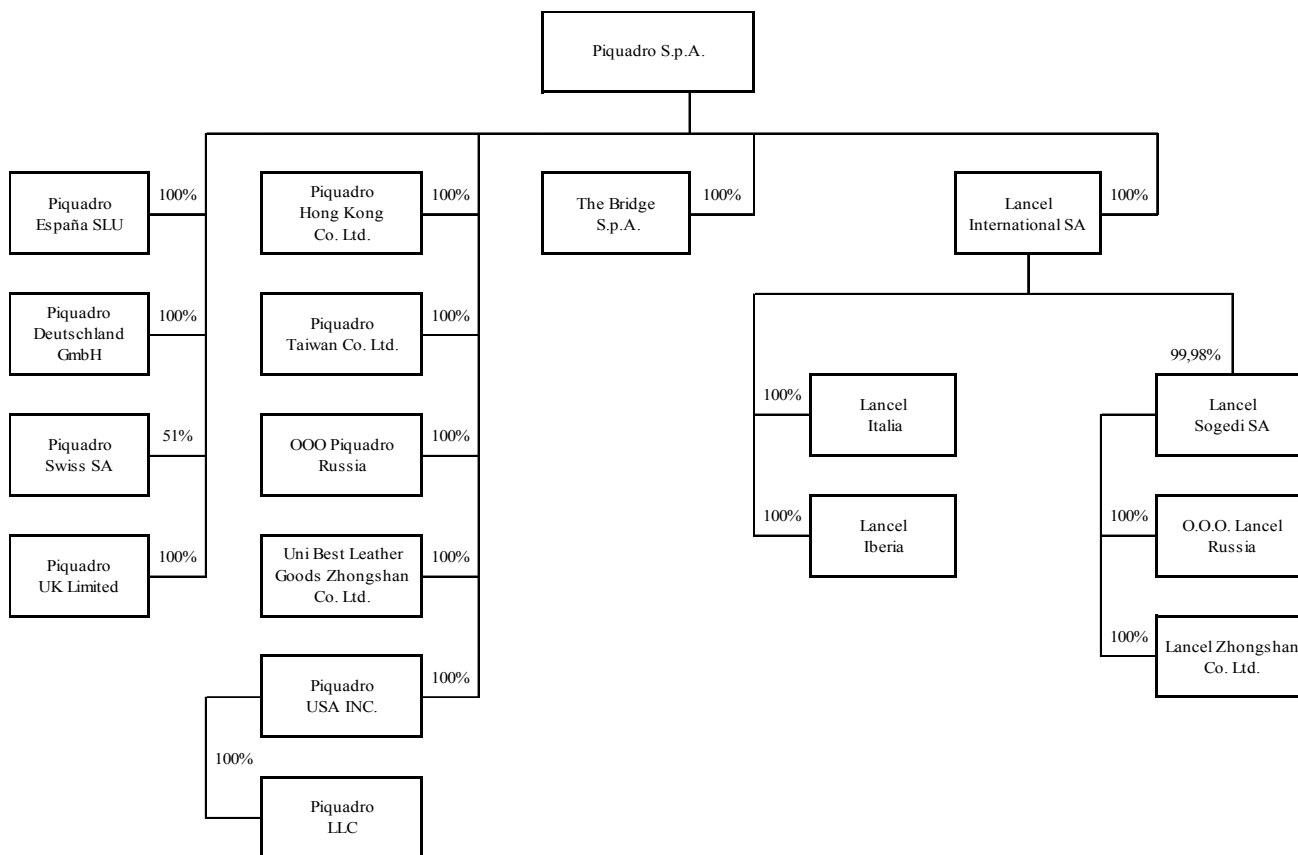 Piquadro S.p.A.
100%
100%
100%
100%
Piquadro
España SLU
Piquadro
Hong Kong
Co. Ltd.
The Bridge
S.p.A.
Lancel
International SA
Piquadro
Deutschland
GmbH
100%
Piquadro
Taiwan Co. Ltd.
100%
99,98%
Piquadro
Swiss SA
51%
OOO Piquadro
Russia
100%
100%
Lancel
Italia
Lancel
Sogedi SA
Piquadro
UK Limited
100%
Uni Best Leather
Goods Zhongshan
Co. Ltd.
100%
100%
Lancel
Iberia
100%
O.O.O. Lancel
Russia
Piquadro
USA INC.
100%
100%
Lancel Zhongshan
Co. Ltd.
100%
Piquadro
LLC